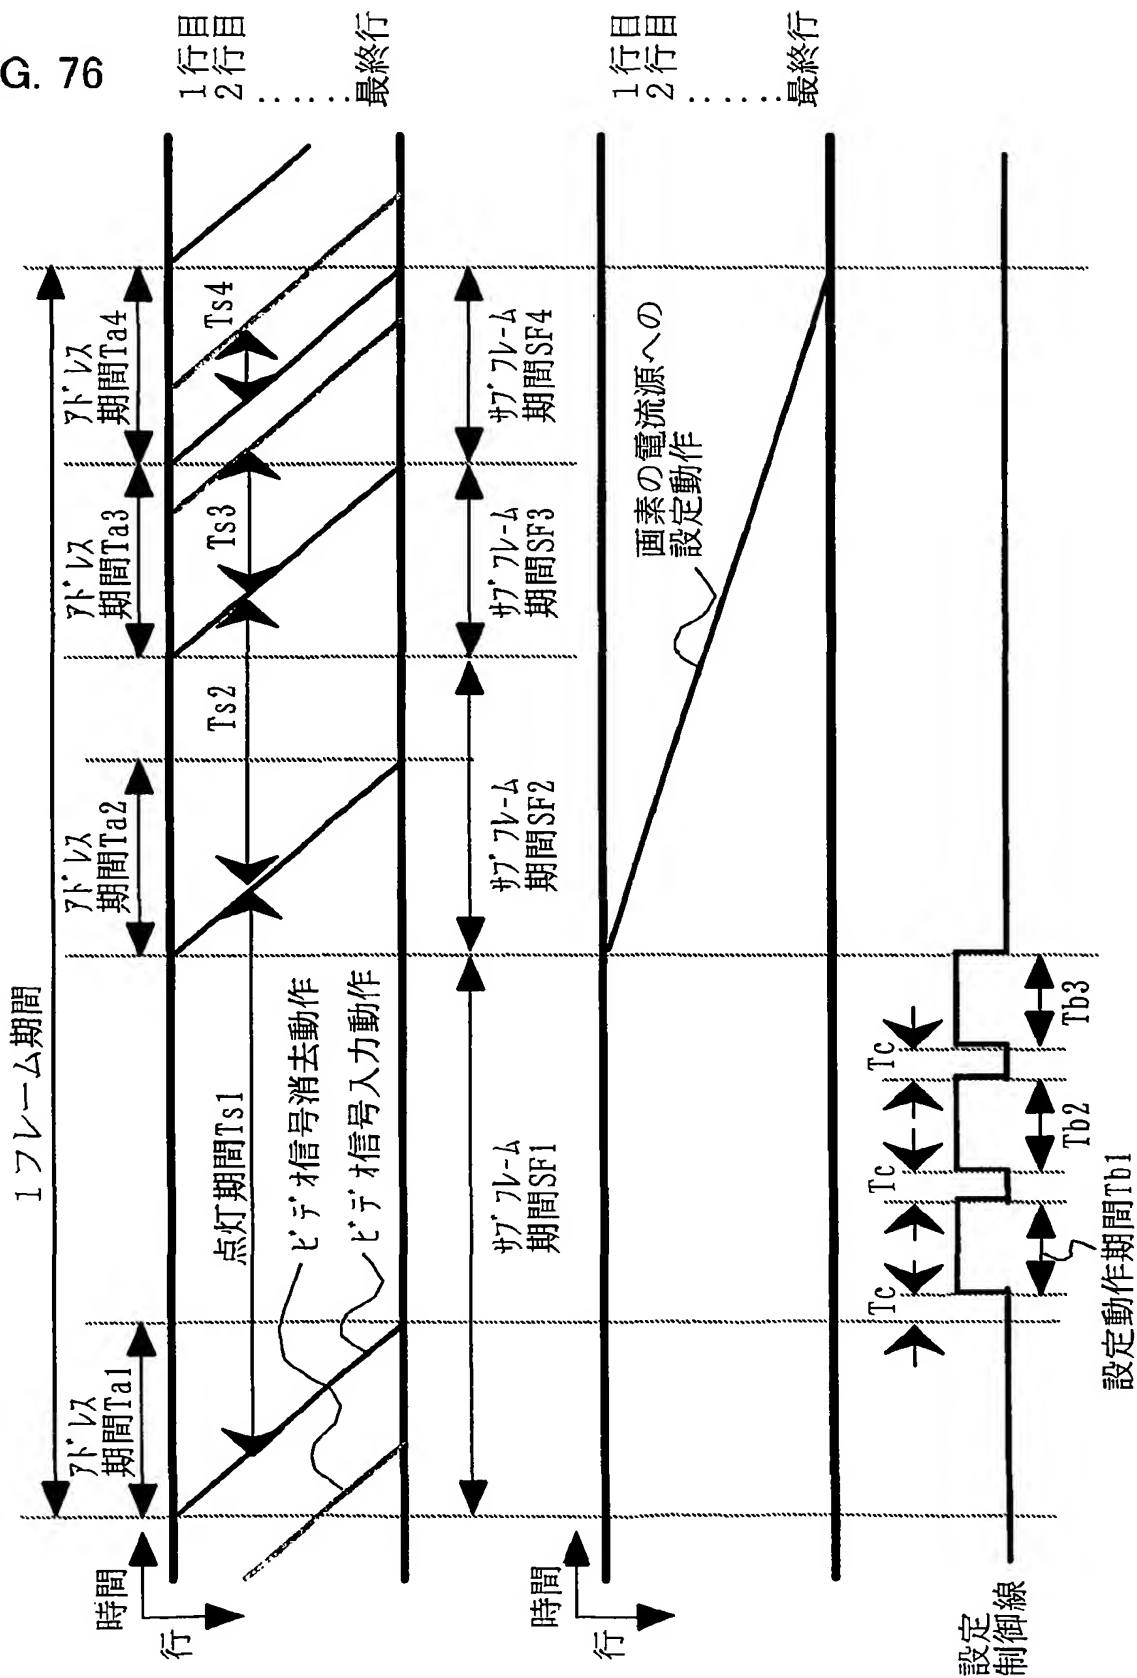 G. 76
1フレーム期間
アドレス
期間Ta1
アドレス
期間Ta2
アドレス
期間Ta3
アドレス
期間Ta4
時間
行
点灯期間Ts1
Ts2
Ts3
Ts4
ビデオ信号消去動作
ビデオ信号入力動作
1行目
2行目
......
最終行
サブフレーム
期間SF1
サブフレーム
期間SF2
サブフレーム
期間SF3
サブフレーム
期間SF4
時間
行
画素の電流源への
設定動作
1行目
2行目
......
最終行
設定
制御線
Tc
Tc
Tc
設定動作期間Tb1
Tb2
Tb3